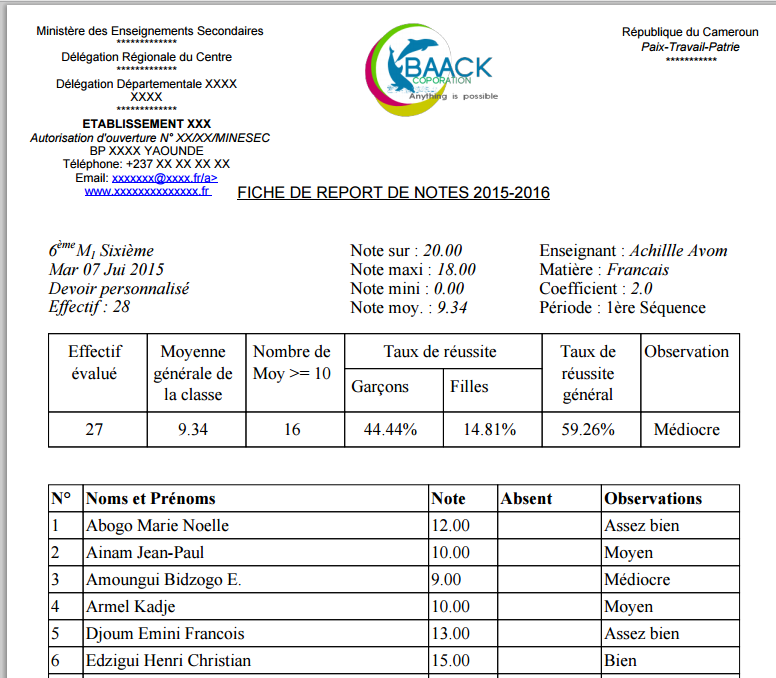 Ministère des Enseignements Secondaires
*************
Délégation Régionale du Centre
*************
Délégation Départementale XXXX
XXXX
*************
ETABLISSEMENT XXX
Autorisation d'ouverture N° XX/XX/MINESEC
BP XXXX YAOUNDE
Téléphone: +237 XX XX XX XX
Email: xxxxxxx@xxxx.fr/a>
www.xxxxxxxxxxxxxx.fr
BAACK
COPORATION
Anything is possible
République du Cameroun
Paix-Travail-Patrie
***********
FICHE DE REPORT DE NOTES 2015-2016
6ème M1 Sixième
Mar 07 Jui 2015
Devoir personnalisé
Effectif : 28
Note sur : 20.00
Note maxi : 18.00
Note mini : 0.00
Note moy. : 9.34
Enseignant : Achillle Avom
Matière : Francais
Coefficient : 2.0
Période : 1ère Séquence
Effectif évalué | Moyenne générale de la classe | Nombre de Moy >= 10 | Taux de réussite | Taux de réussite général | Observation
Garçons | Filles
27 | 9.34 | 16 | 44.44% | 14.81% | 59.26% | Médiocre
N° | Noms et Prénoms | Note | Absent | Observations
1 | Abogo Marie Noelle | 12.00 | | Assez bien
2 | Ainam Jean-Paul | 10.00 | | Moyen
3 | Amoungui Bidzogo E. | 9.00 | | Médiocre
4 | Armel Kadje | 10.00 | | Moyen
5 | Djoum Emini Francois | 13.00 | | Assez bien
6 | Edzigui Henri Christian | 15.00 | | Bien